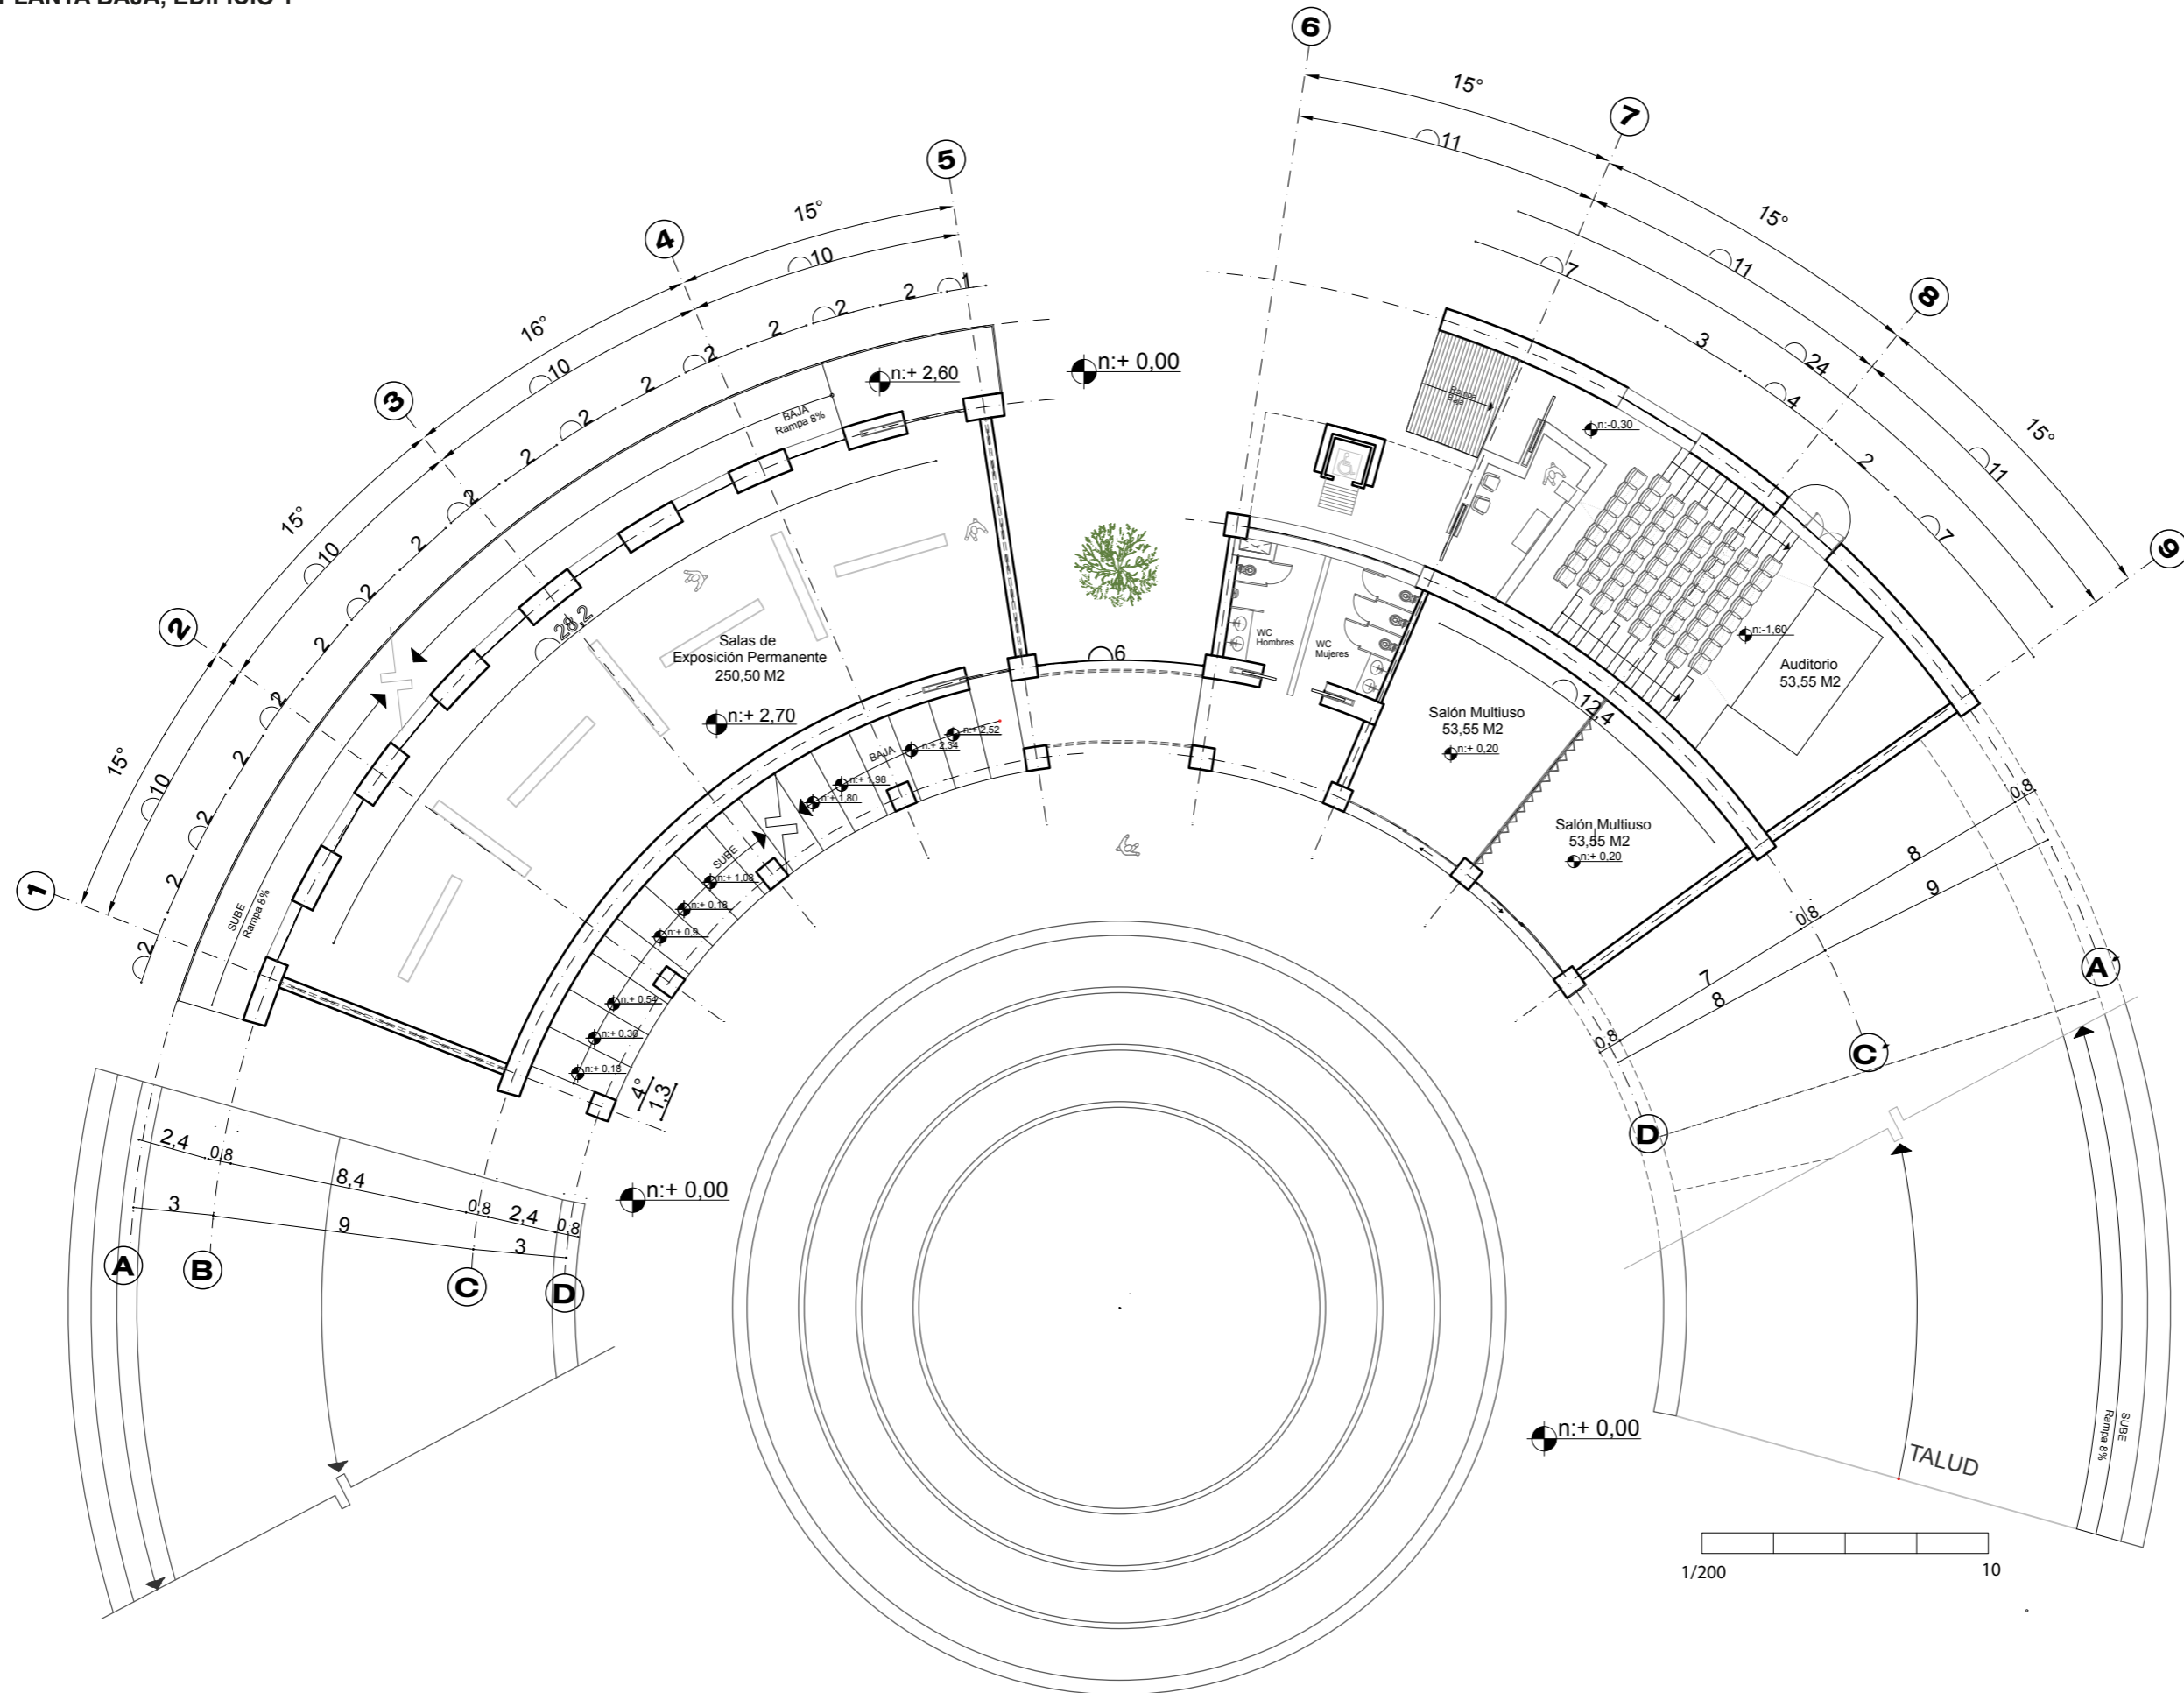 PLANTA BAJA, EDIFICIO 1
6
15°
7
11
15°
5
15°
11
8
4
10
7
15°
16°
2
1
3
24
3
10
2
2
4
11
2
n:+ 2,60
n:+ 0,00
2
7
9
15°
10
2
BAJA
Rampa 8%
Rampa
Baja
n:-0,30
2
2
2
2
2
2
28,2
Salas de
Exposición Permanente
250,50 M2
n:+ 2,70
WC
Hombres
WC
Mujeres
6
n:-1,60
Auditorio
53,55 M2
12,4
Salón Multiuso
53,55 M2
n:+ 0,20
Salón Multiuso
53,55 M2
n:+ 0,20
15°
10
2
2
2
2
2
1
SUBE
Rampa 8%
BAJA
n:+ 2,52
n:+ 2,34
n:+ 1,98
n:+ 1,80
SUBE
n:+ 1,08
n:+ 0,18
n:+ 0,9
n:+ 0,54
n:+ 0,36
n:+ 0,18
4°
1,3
0,8
8
9
0,8
7
8
0,8
A'
C'
D
2,4
0,8
8,4
0,8
2,4
0,8
3
9
3
A
B
C
D
n:+ 0,00
n:+ 0,00
SUBE
Rampa 8%
TALUD
1/200
10